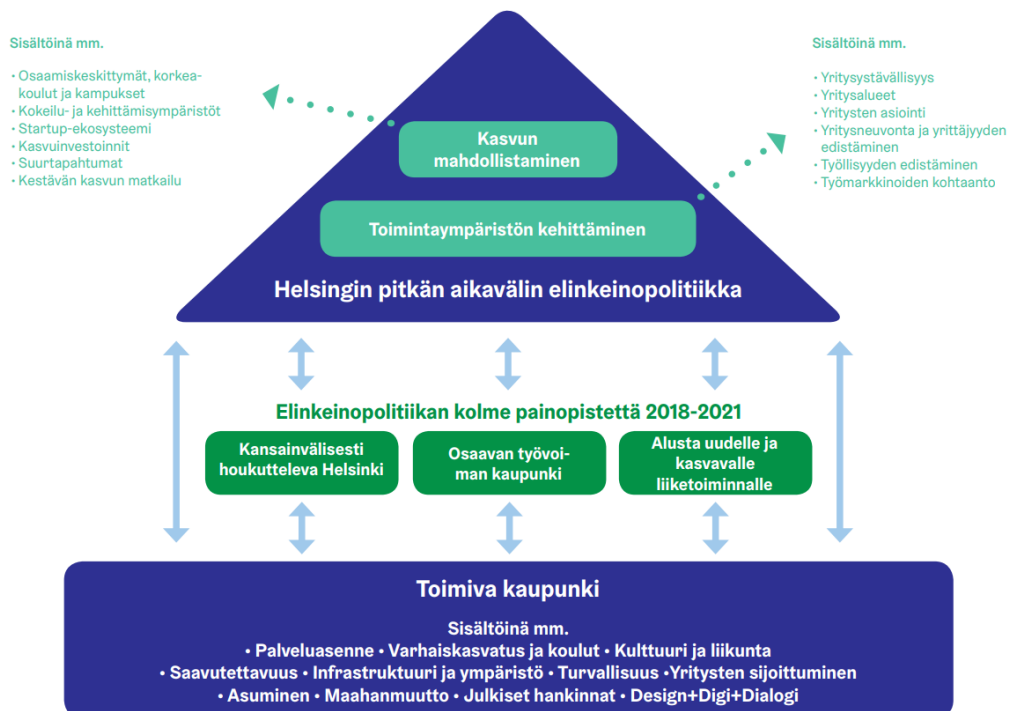 Sisältöinä mm.
• Osaamiskeskittymät, korkea-
koulut ja kampukset
• Kokeilu- ja kehittämisympäristöt
• Startup-ekosysteemi
• Kasvuinvestoinnit
• Suurtapahtumat
• Kestävän kasvun matkailu
Sisältöinä mm.
• Yritysystävällisyys
• Yritysalueet
• Yritysten asiointi
• Yritysneuvonta ja yrittäjyyden
edistäminen
• Työllisyyden edistäminen
• Työmarkkinoiden kohtaanto
Kasvun
mahdollistaminen
Toimintaympäristön kehittäminen
Helsingin pitkän aikavälin elinkeinopolitiikka
Elinkeinopolitiikan kolme painopistettä 2018-2021
Kansainvälisesti
houkutteleva Helsinki
Osaavan työvoi-
man kaupunki
Alusta uudelle ja
kasvavalle
liiketoiminnalle
Toimiva kaupunki
Sisältöinä mm.
• Palveluasenne • Varhaiskasvatus ja koulut • Kulttuuri ja liikunta
• Saavutettavuus • Infrastruktuuri ja ympäristö • Turvallisuus •Yritysten sijoittuminen
• Asuminen • Maahanmuutto • Julkiset hankinnat • Design+Digi+Dialogi